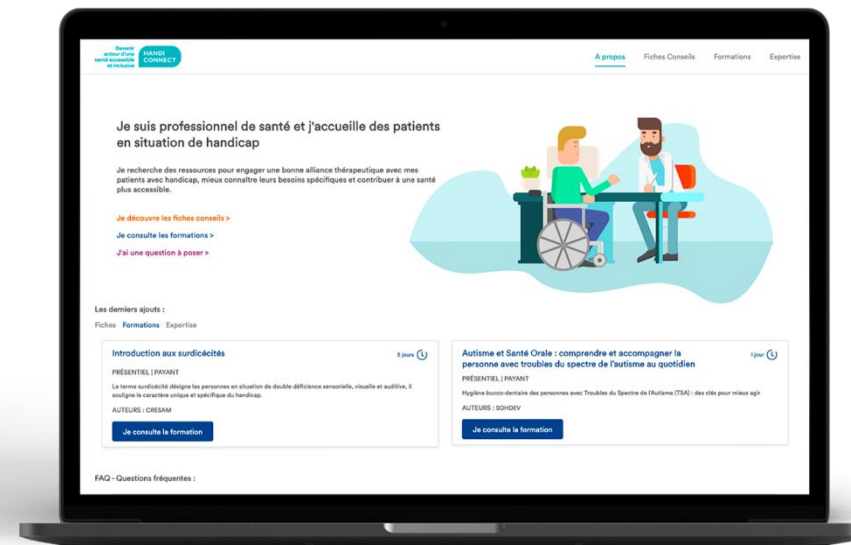 Devenir
acteur d'une
santé accessible
et inclusive
HANDI
CONNECT
A propos
Fiches Conseils
Formations
Expertise
Je suis professionnel de santé et j'accueille des patients
en situation de handicap
Je recherche des ressources pour engager une bonne alliance thérapeutique avec mes
patients avec handicap, mieux connaître leurs besoins spécifiques et contribuer à une santé
plus accessible.
Je découvre les fiches conseils >
Je consulte les formations >
J'ai une question à poser >
Les derniers ajouts :
Fiches Formations Expertise
Introduction aux surdicécités
5 jours
PRÉSENTIEL | PAYANT
Le terme surdicécité désigne les personnes en situation de double déficience sensorielle, visuelle et auditive, il
souligne le caractère unique et spécifique du handicap.
AUTEURS : CRESAM
Je consulte la formation
Autisme et Santé Orale : comprendre et accompagner la
personne avec troubles du spectre de l'autisme au quotidien
1 jour
PRÉSENTIEL | PAYANT
Hygiène bucco-dentaire des personnes avec Troubles du Spectre de l'Autisme (TSA) : des clés pour mieux agir
AUTEURS : SOHDEV
Je consulte la formation
FAQ - Questions fréquentes :